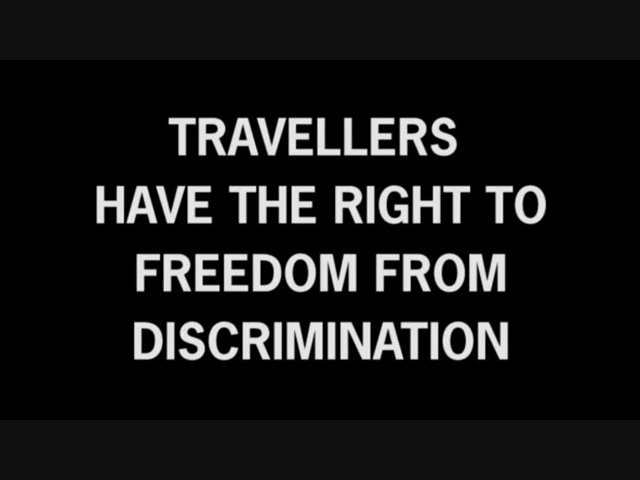 TRAVELLERS
HAVE THE RIGHT TO
FREEDOM FROM
DISCRIMINATION